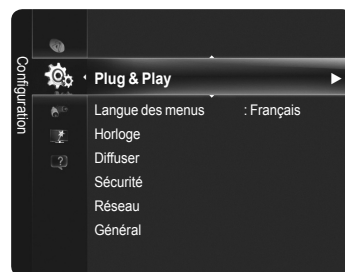 Configuration
Plug & Play
Langue des menus : Français
Horloge
Diffuser
Sécurité
Réseau
Général